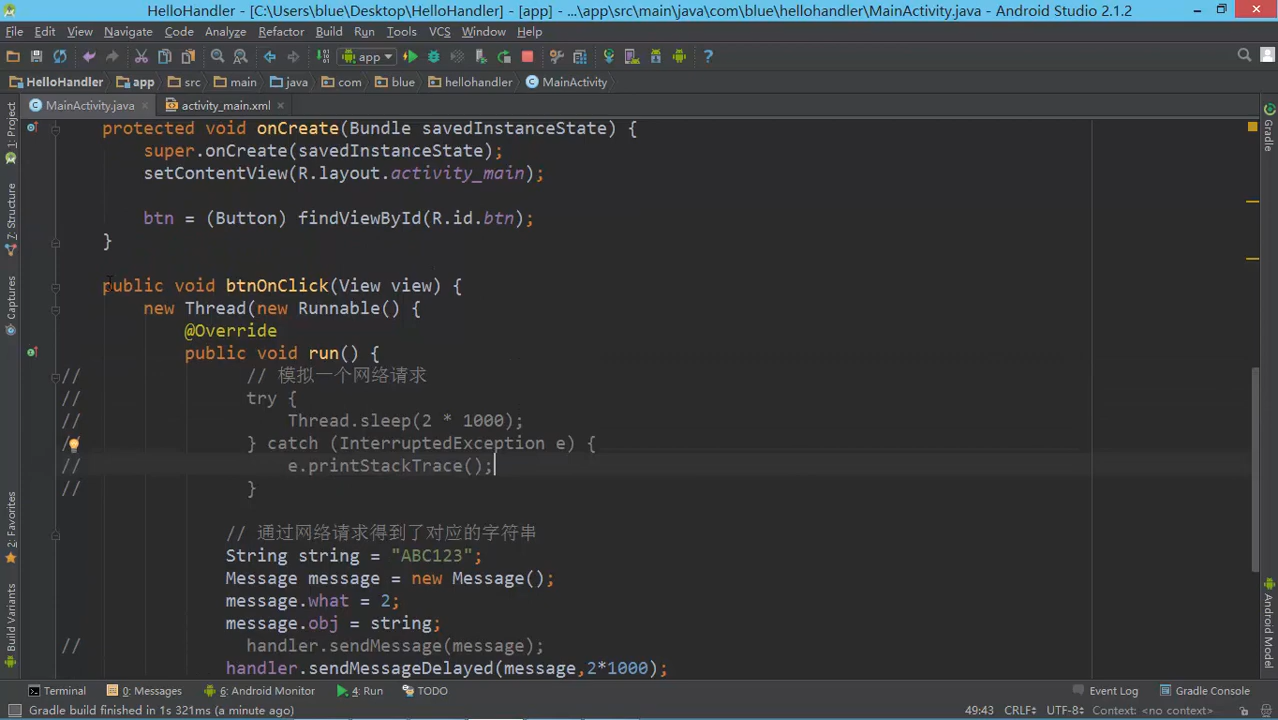 HelloHandler - [C:\Users\blue\Desktop\HelloHandler] - [app] - ...\app\src\main\java\com\blue\hellohandler\MainActivity.java - Android Studio 2.1.2
File Edit View Navigate Code Analyze Refactor Build Run Tools VCS Window Help
app
HelloHandler app src main java com blue hellohandler MainActivity
MainActivity.java activity_main.xml
protected void onCreate(Bundle savedInstanceState) {
super.onCreate(savedInstanceState);
setContentView(R.layout.activity_main);
btn = (Button) findViewById(R.id.btn);
}
public void btnOnClick(View view) {
new Thread(new Runnable() {
@Override
public void run() {
// // 模拟一个网络请求
// try {
// Thread.sleep(2 * 1000);
// } catch (InterruptedException e) {
// e.printStackTrace();
// }
// 通过网络请求得到了对应的字符串
String string = "ABC123";
Message message = new Message();
message.what = 2;
message.obj = string;
// handler.sendMessage(message);
handler.sendMessageDelayed(message,2*1000);
1: Project
7: Structure
Captures
2: Favorites
Build Variants
Gradle
Android Model
Terminal 0: Messages 6: Android Monitor 4: Run TODO Event Log Gradle Console
Gradle build finished in 1s 321ms (a minute ago) 49:43 CRLF÷ UTF-8÷ Context: <no context>